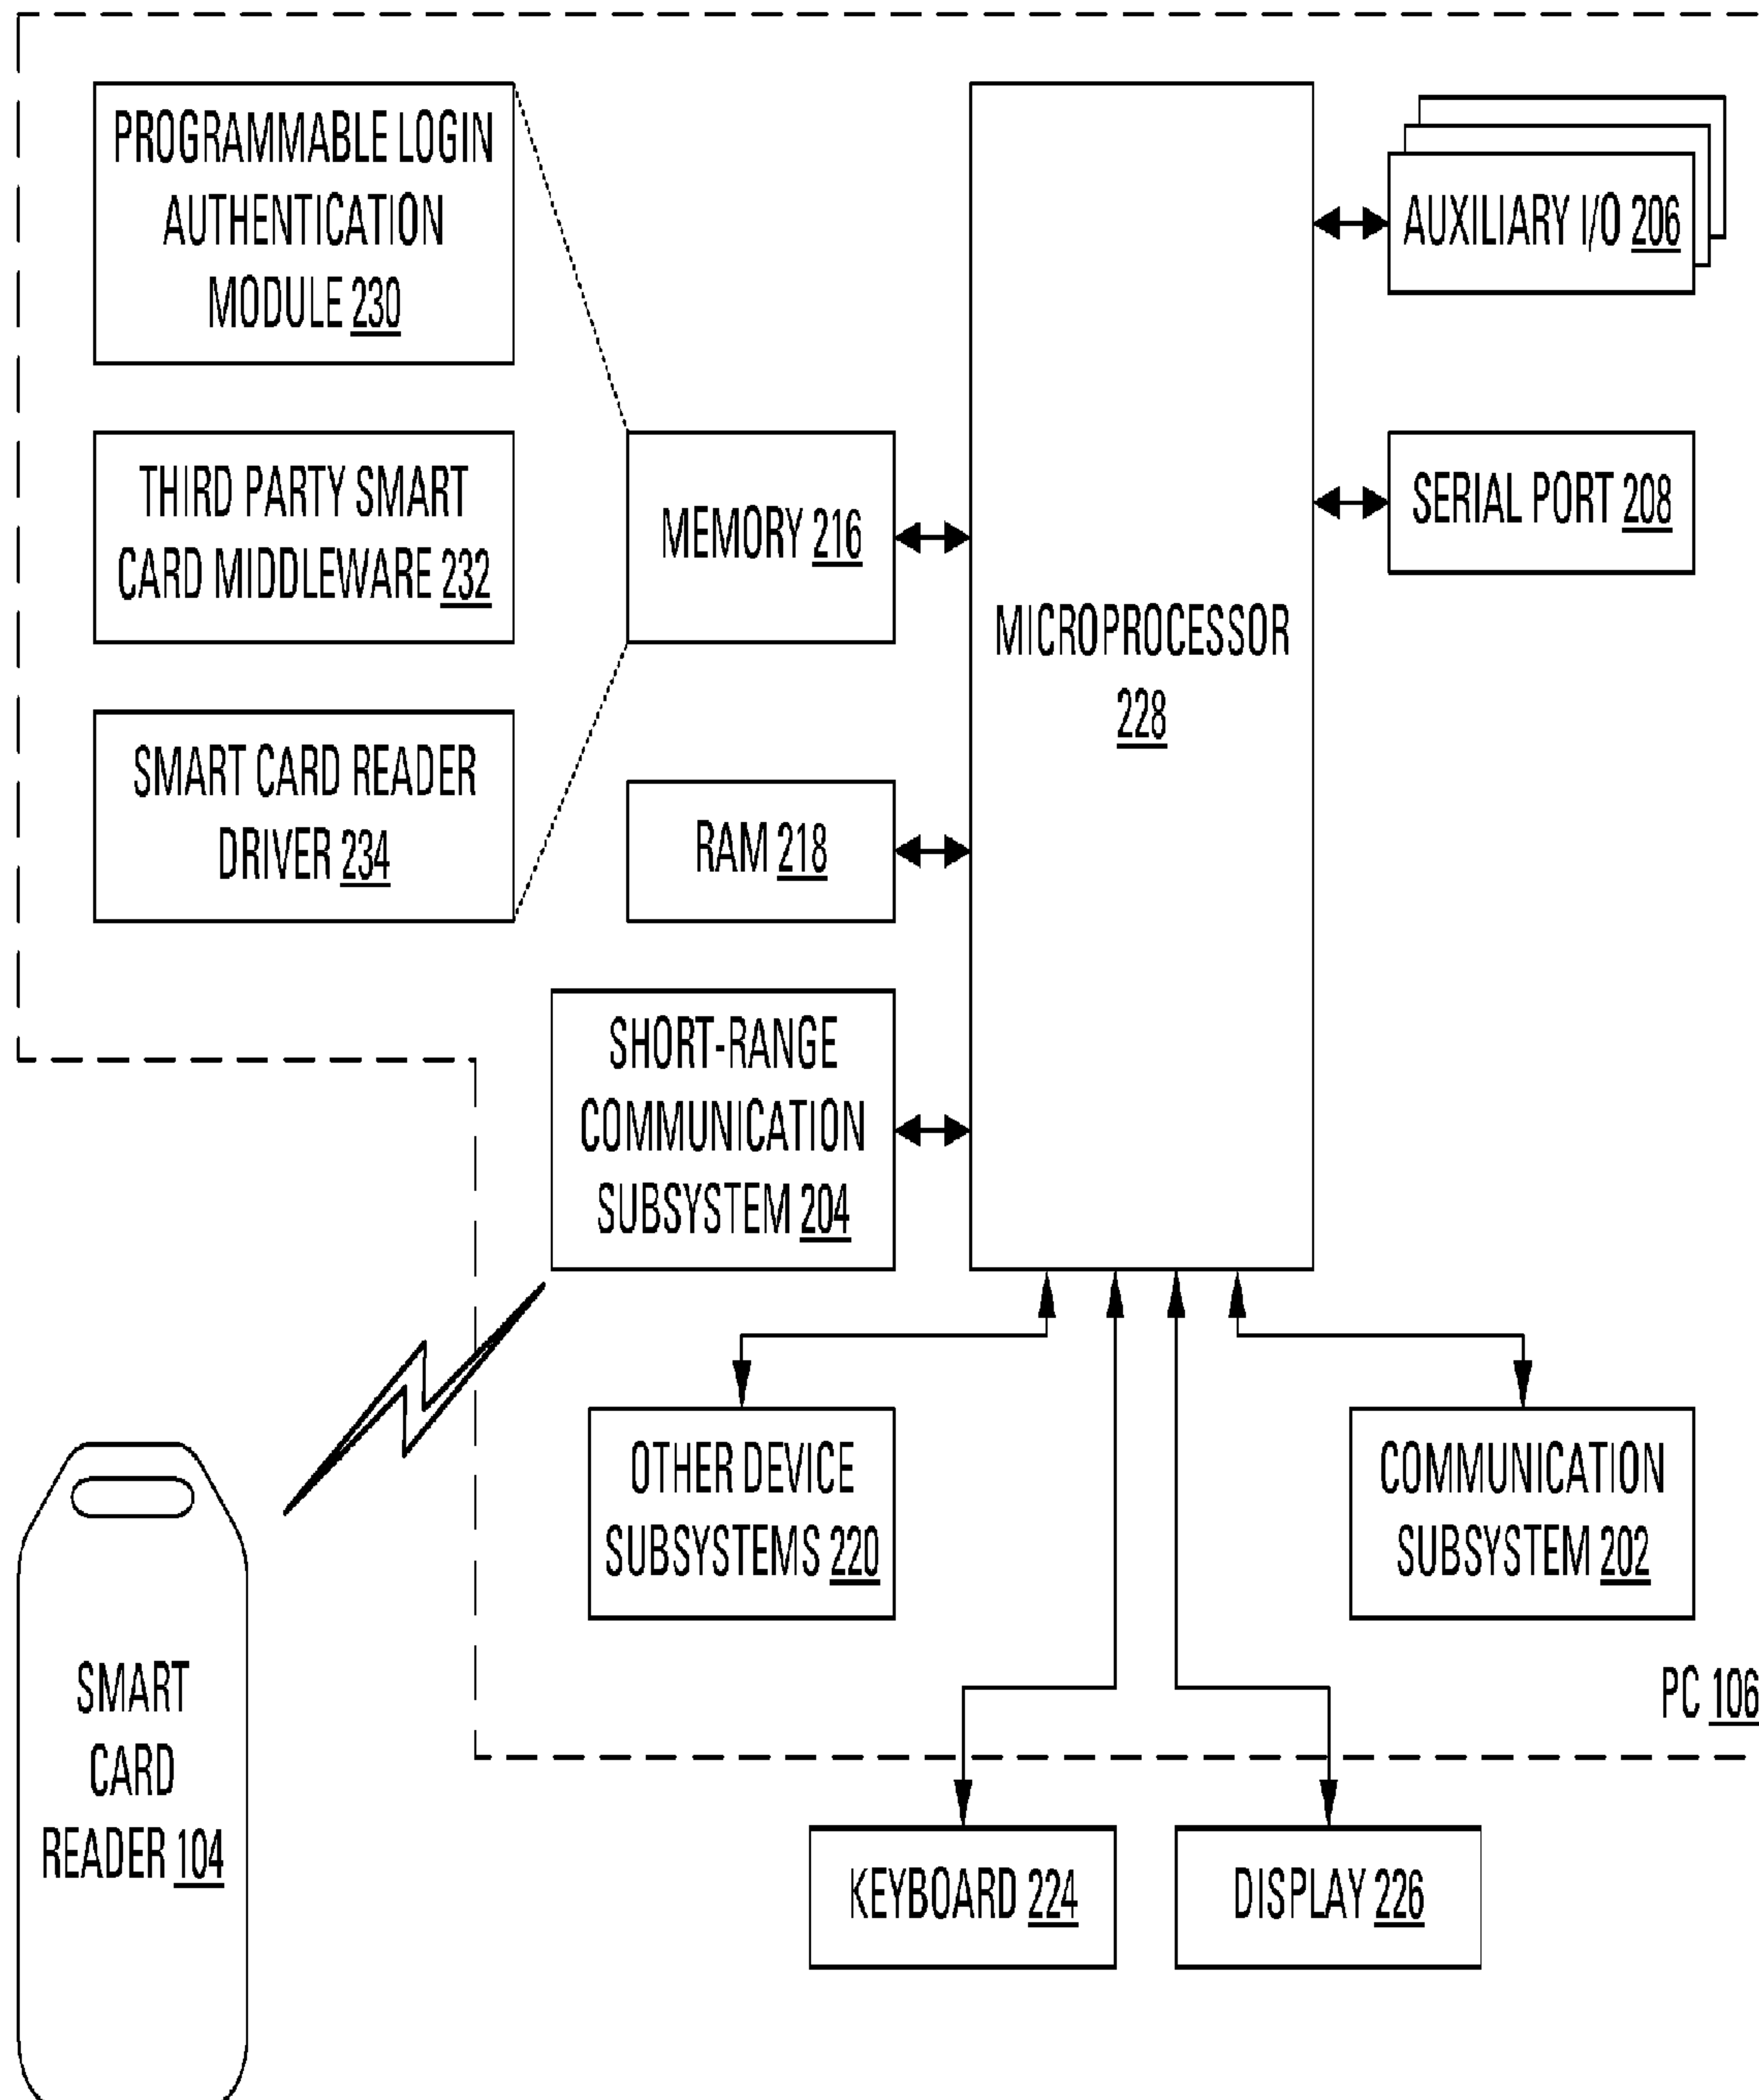 PROGRAMMABLE LOGIN
AUTHENTICATION
MODULE 230
THIRD PARTY SMART
CARD MIDDLEWARE 232
SMART CARD READER
DRIVER 234
MEMORY 216
RAM 218
SHORT-RANGE
COMMUNICATION
SUBSYSTEM 204
MICROPROCESSOR
228
AUXILIARY I/O 206
SERIAL PORT 208
OTHER DEVICE
SUBSYSTEMS 220
COMMUNICATION
SUBSYSTEM 202
PC 106
SMART
CARD
READER 104
KEYBOARD 224
DISPLAY 226